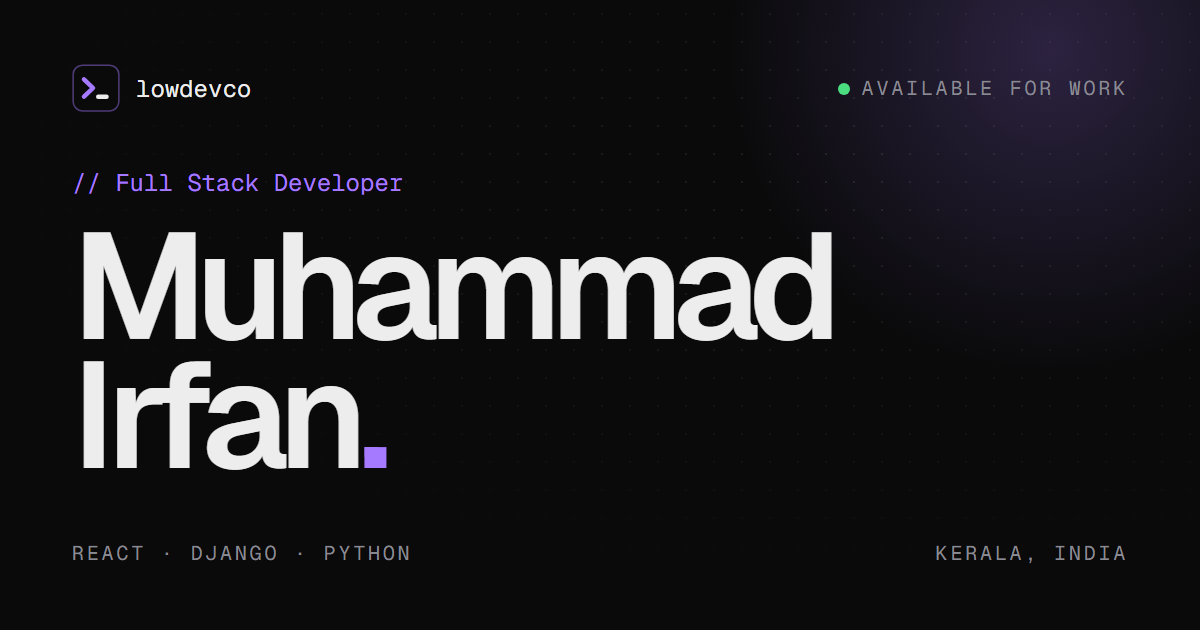 lowdevco
AVAILABLE FOR WORK
// Full Stack Developer
Muhammad
Irfan.
REACT · DJANGO · PYTHON
KERALA, INDIA